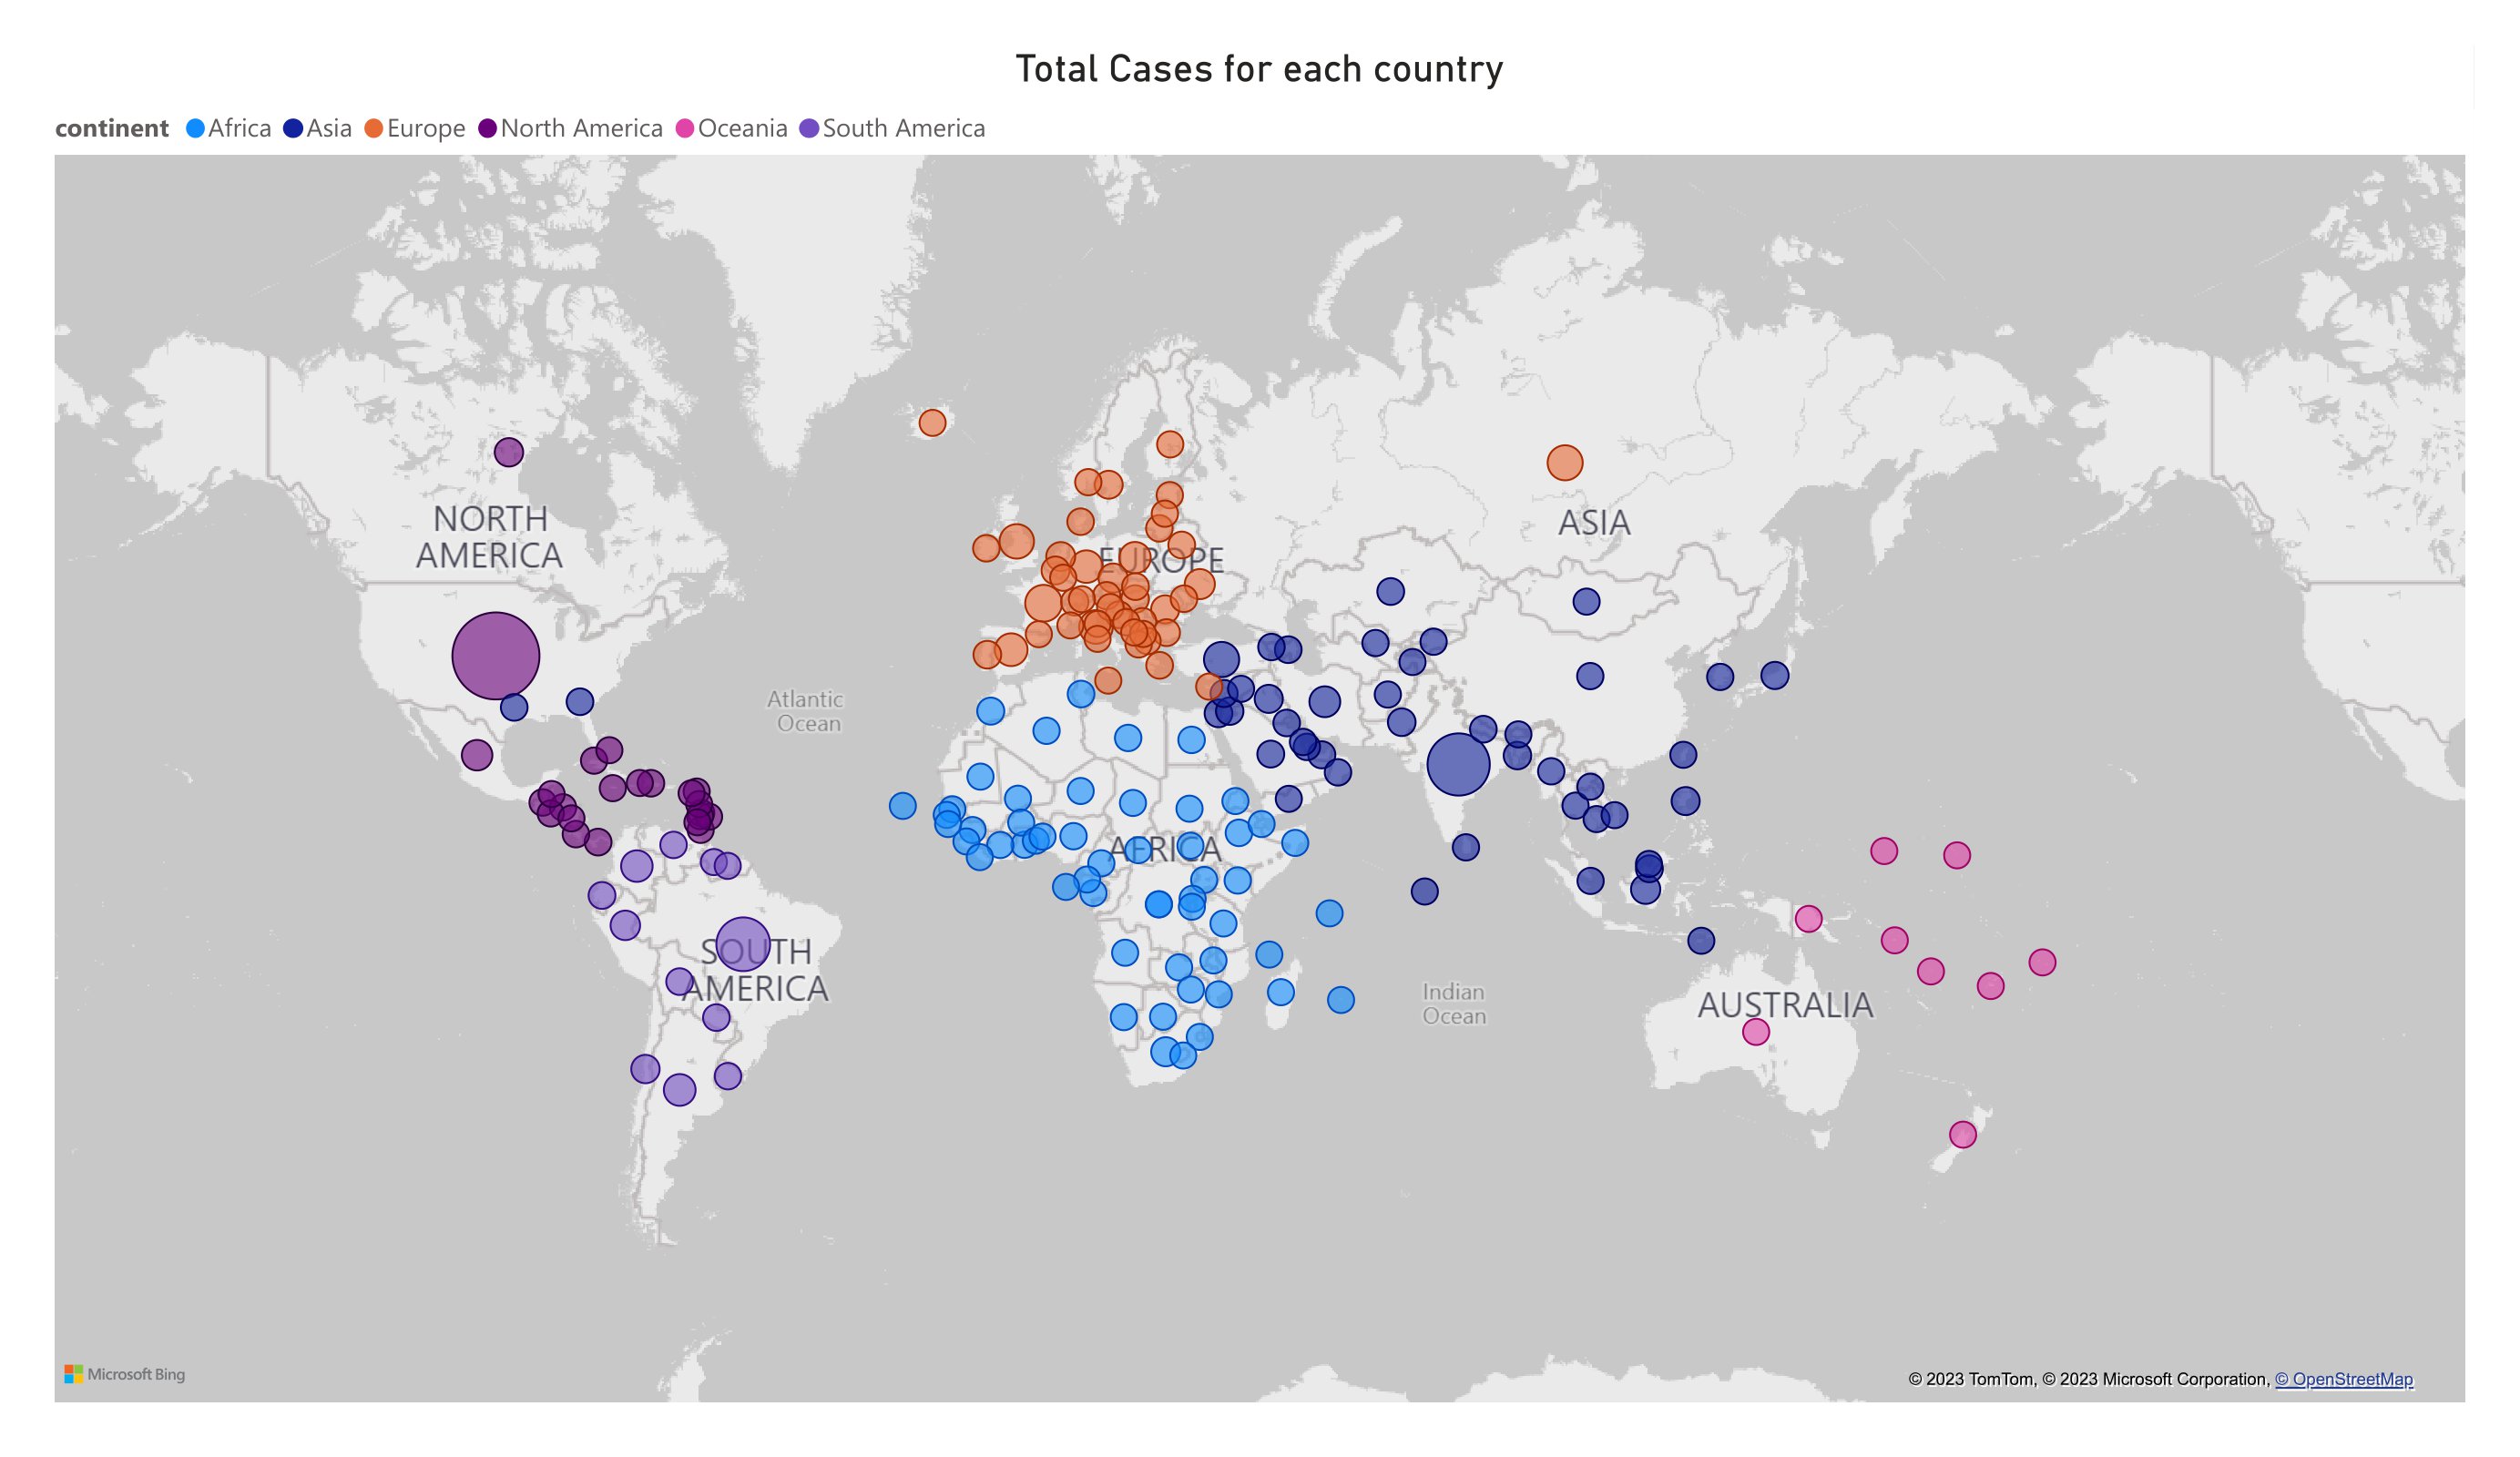 Total Cases for each country
continent Africa Asia Europe North America Oceania South America
NORTH
AMERICA
ASIA
EUROPE
Atlantic
Ocean
AFRICA
SOUTH
AMERICA
Indian
Ocean
AUSTRALIA
Microsoft Bing
© 2023 TomTom, © 2023 Microsoft Corporation, © OpenStreetMap